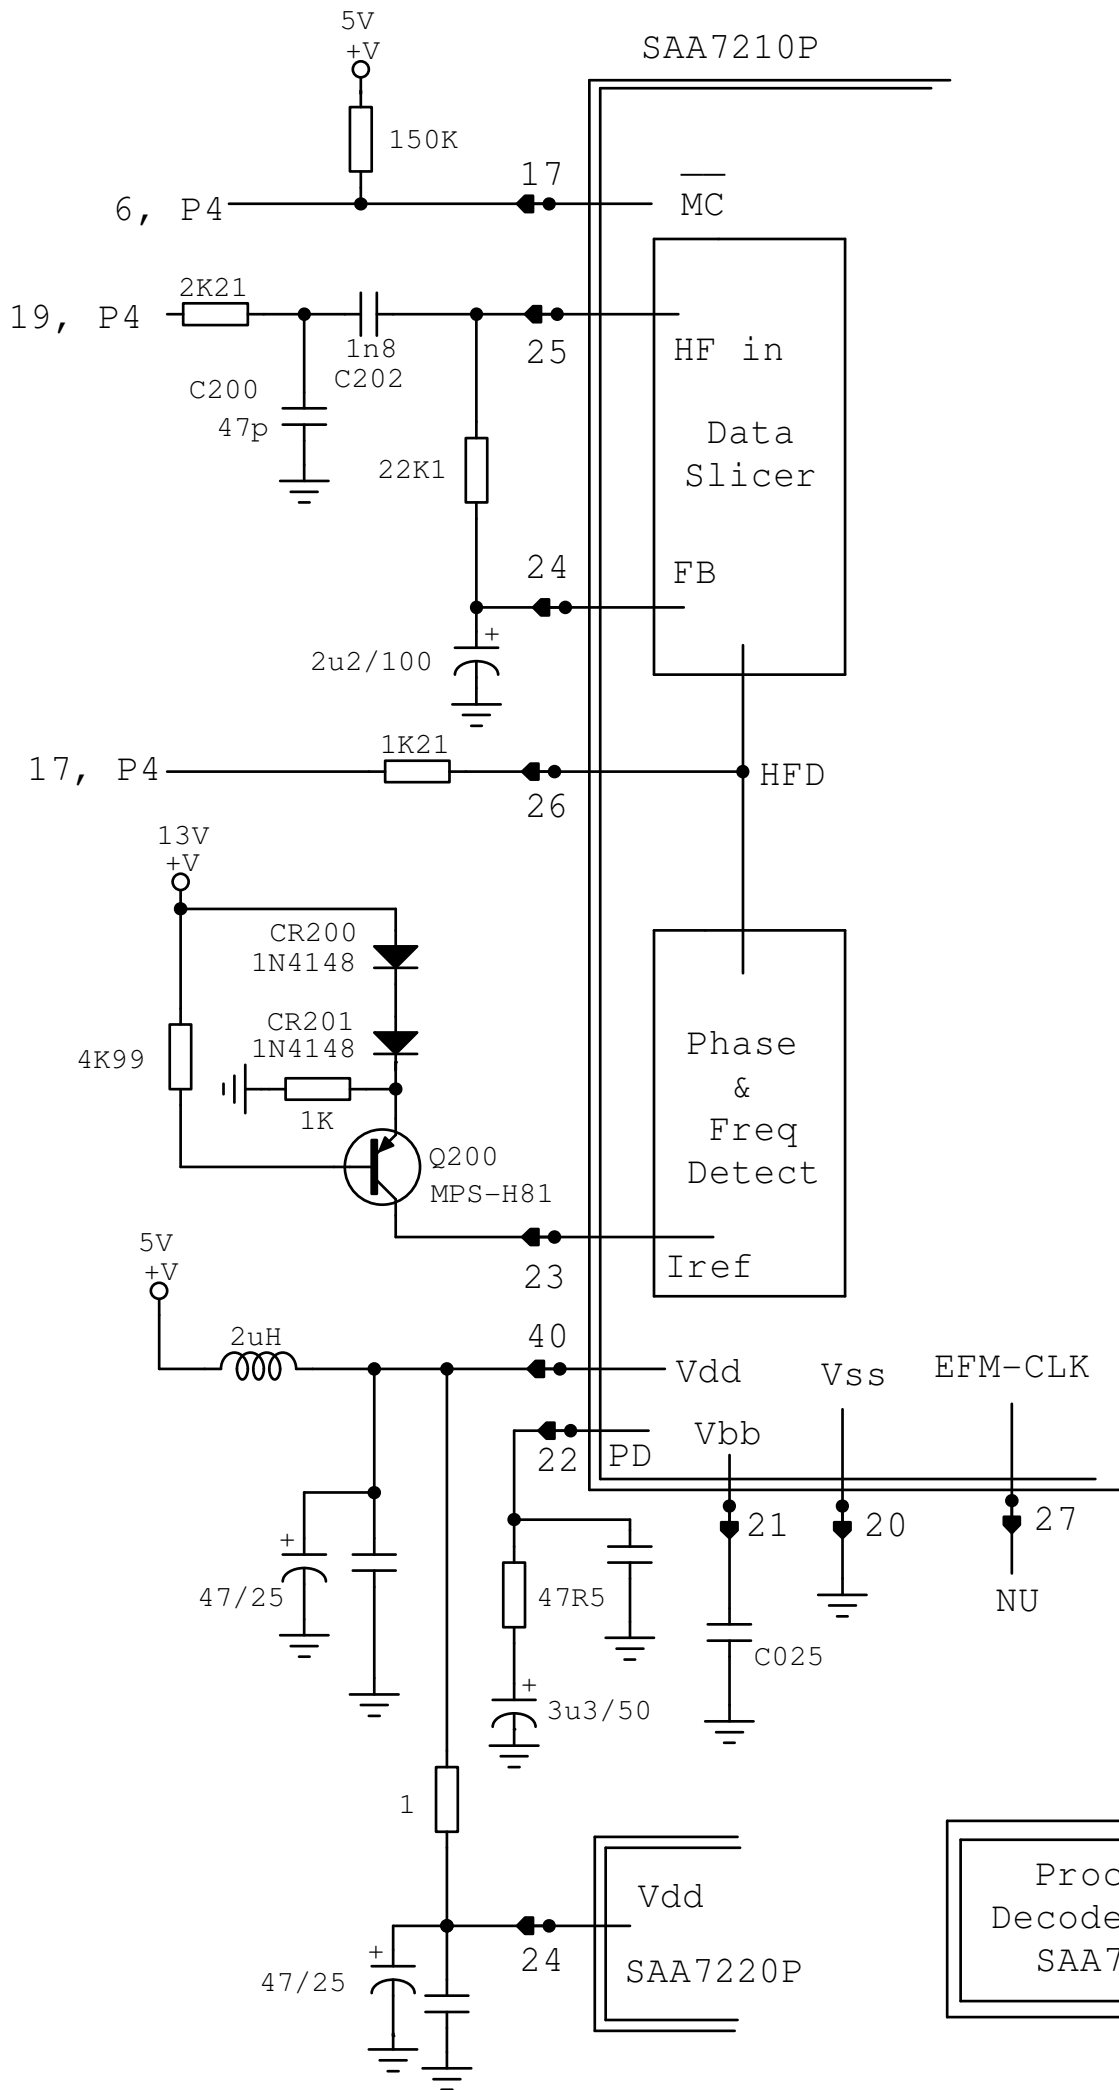 5V
+V
SAA7210P
150K
17
MC
6, P4
2K21
19, P4
25
HF in
1n8
C202
C200
47p
Data
Slicer
22K1
24
FB
+
2u2/100
1K21
17, P4
26
HFD
13V
+V
CR200
1N4148
CR201
1N4148
4K99
1K
Phase
&
Freq
Detect
Q200
MPS-H81
5V
+V
23
Iref
2uH
40
Vdd
Vss
EFM-CLK
22
PD
Vbb
21
20
27
+
47/25
47R5
NU
C025
+
3u3/50
1
Vdd
Proc
Decode
SAA7
24
SAA7220P
+
47/25